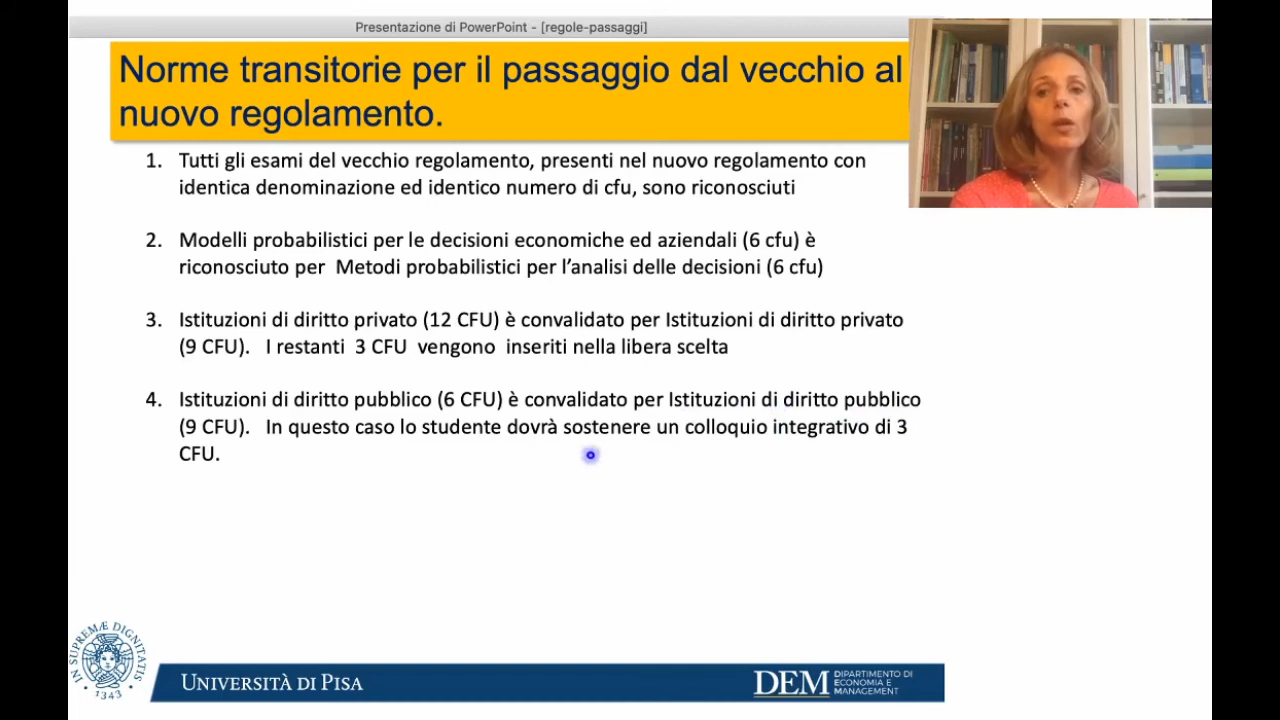 Presentazione di PowerPoint - [regole-passaggi]
Norme transitorie per il passaggio dal vecchio al
nuovo regolamento.
1. Tutti gli esami del vecchio regolamento, presenti nel nuovo regolamento con
identica denominazione ed identico numero di cfu, sono riconosciuti
2. Modelli probabilistici per le decisioni economiche ed aziendali (6 cfu) è
riconosciuto per Metodi probabilistici per l’analisi delle decisioni (6 cfu)
3. Istituzioni di diritto privato (12 CFU) è convalidato per Istituzioni di diritto privato
(9 CFU). I restanti 3 CFU vengono inseriti nella libera scelta
4. Istituzioni di diritto pubblico (6 CFU) è convalidato per Istituzioni di diritto pubblico
(9 CFU). In questo caso lo studente dovrà sostenere un colloquio integrativo di 3
CFU.
IN SUPREMÆ DIGNITATIS
·1343·
UNIVERSITÀ DI PISA
DEM
DIPARTIMENTO DI
ECONOMIA E
MANAGEMENT